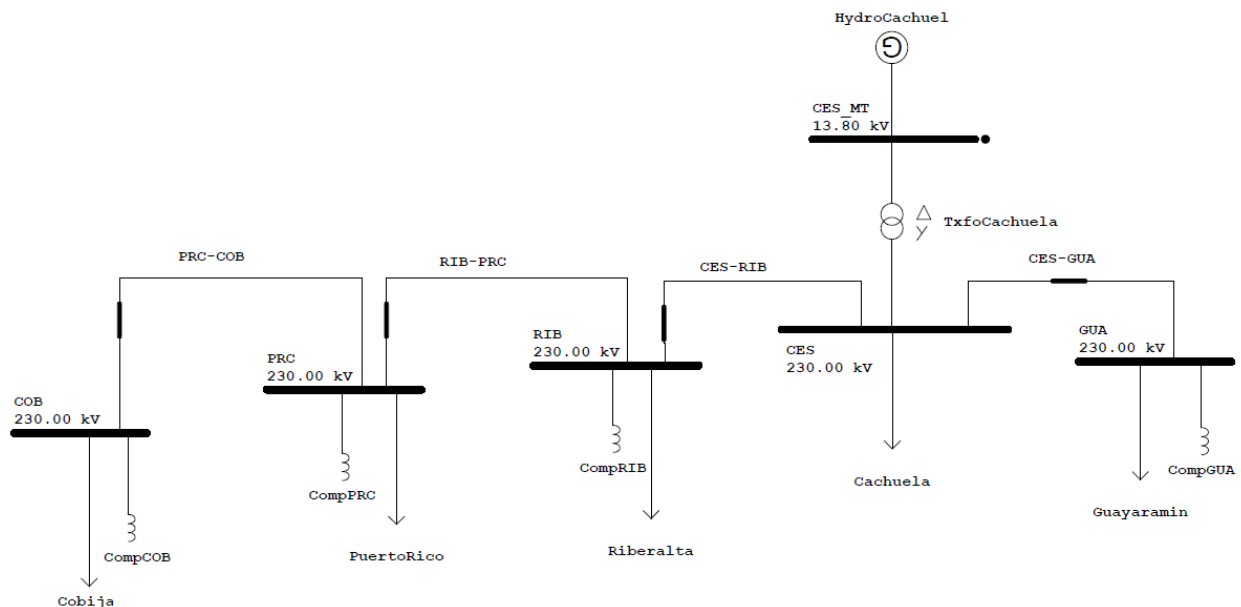 HydroCachuel
G
CES_MT
13.80 kV
Δ
y
TxfoCachuela
PRC-COB
RIB-PRC
CES-RIB
CES-GUA
RIB
230.00 kV
CES
230.00 kV
GUA
230.00 kV
PRC
230.00 kV
COB
230.00 kV
CompRIB
CompGUA
Cachuela
CompPRC
Guayaramin
CompCOB
PuertoRico
Riberalta
Cobija